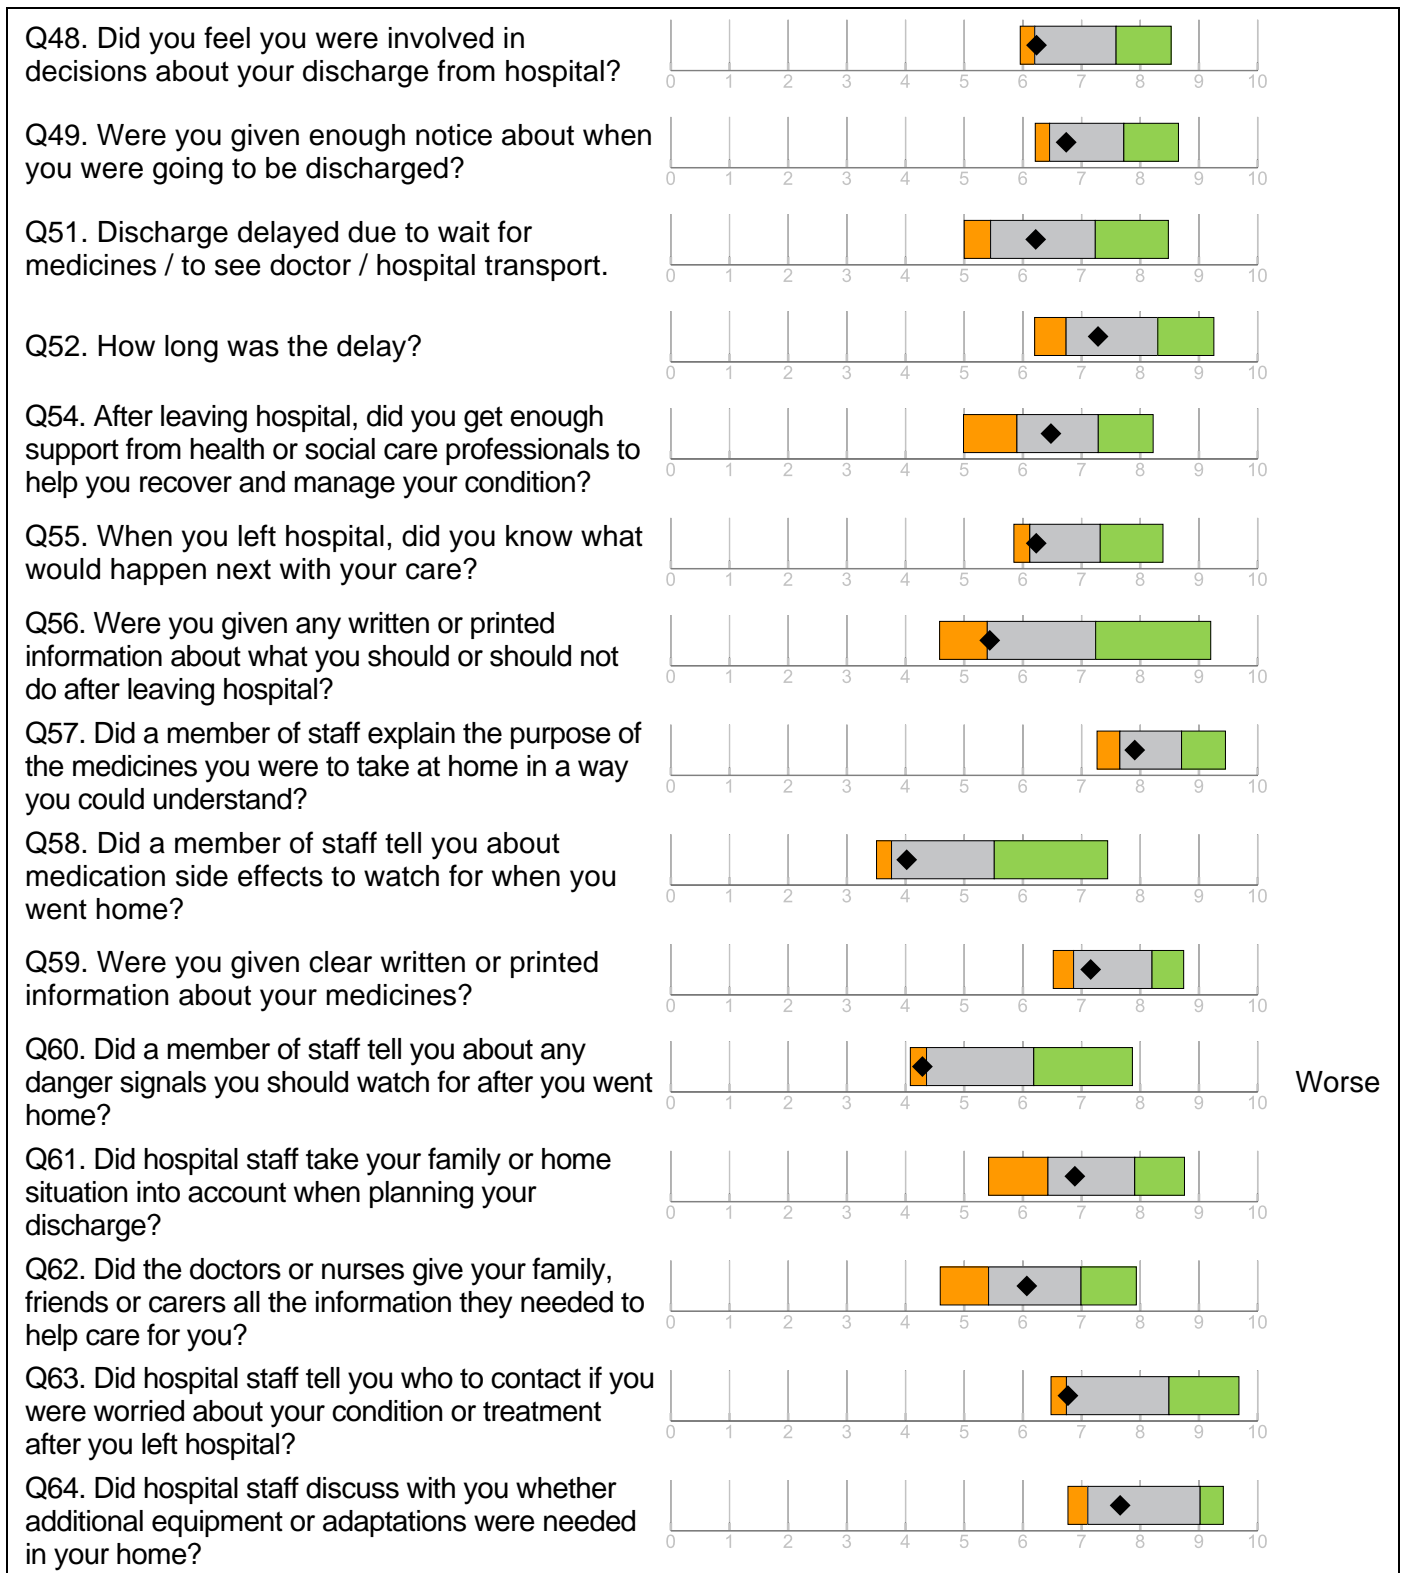 Q48. Did you feel you were involved in
decisions about your discharge from hospital?
0 1 2 3 4 5 6 7 8 9 10
Q49. Were you given enough notice about when
you were going to be discharged?
0 1 2 3 4 5 6 7 8 9 10
Q51. Discharge delayed due to wait for
medicines / to see doctor / hospital transport.
0 1 2 3 4 5 6 7 8 9 10
Q52. How long was the delay?
0 1 2 3 4 5 6 7 8 9 10
Q54. After leaving hospital, did you get enough
support from health or social care professionals to
help you recover and manage your condition?
0 1 2 3 4 5 6 7 8 9 10
Q55. When you left hospital, did you know what
would happen next with your care?
0 1 2 3 4 5 6 7 8 9 10
Q56. Were you given any written or printed
information about what you should or should not
do after leaving hospital?
0 1 2 3 4 5 6 7 8 9 10
Q57. Did a member of staff explain the purpose of
the medicines you were to take at home in a way
you could understand?
0 1 2 3 4 5 6 7 8 9 10
Q58. Did a member of staff tell you about
medication side effects to watch for when you
went home?
0 1 2 3 4 5 6 7 8 9 10
Q59. Were you given clear written or printed
information about your medicines?
0 1 2 3 4 5 6 7 8 9 10
Q60. Did a member of staff tell you about any
danger signals you should watch for after you went
home?
0 1 2 3 4 5 6 7 8 9 10
Worse
Q61. Did hospital staff take your family or home
situation into account when planning your
discharge?
0 1 2 3 4 5 6 7 8 9 10
Q62. Did the doctors or nurses give your family,
friends or carers all the information they needed to
help care for you?
0 1 2 3 4 5 6 7 8 9 10
Q63. Did hospital staff tell you who to contact if you
were worried about your condition or treatment
after you left hospital?
0 1 2 3 4 5 6 7 8 9 10
Q64. Did hospital staff discuss with you whether
additional equipment or adaptations were needed
in your home?
0 1 2 3 4 5 6 7 8 9 10